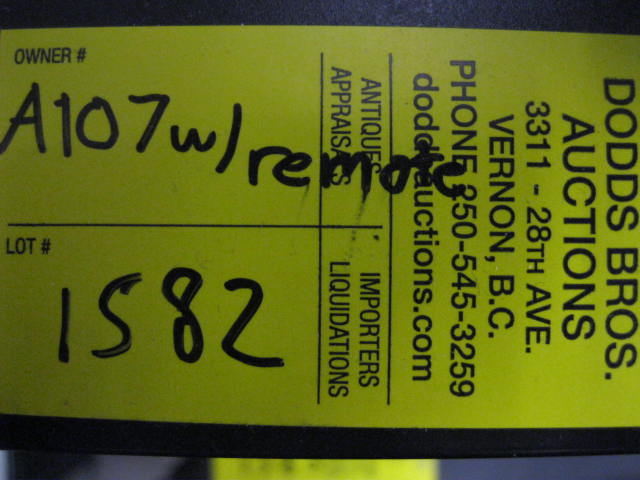 DODDS BROS.
AUCTIONS
3311 - 28TH AVE.
VERNON, B.C.
PHONE 250-545-3259
doddsauctions.com
ANTIQUES IMPORTERS
APPRAISALS LIQUIDATIONS
OWNER #
A107 w/ remote
LOT #
1582